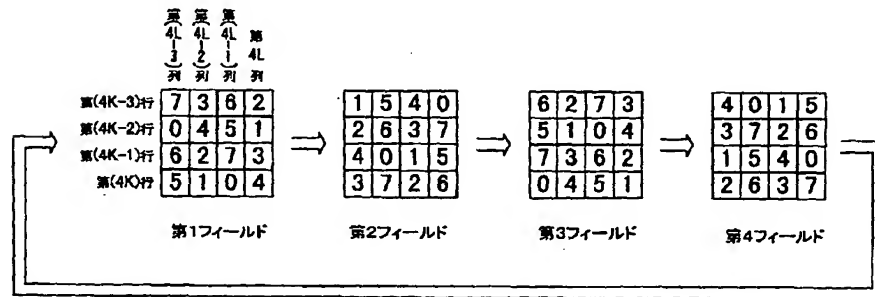 第(4L-3)列 第(4L-2)列 第(4L-1)列 第4L列
第(4K-3)行 7 3 6 2 1 5 4 0 6 2 7 3 4 0 1 5
第(4K-2)行 0 4 5 1 2 6 3 7 5 1 0 4 3 7 2 6
第(4K-1)行 6 2 7 3 4 0 1 5 7 3 6 2 1 5 4 0
第(4K)行 5 1 0 4 3 7 2 6 0 4 5 1 2 6 3 7
第1フィールド 第2フィールド 第3フィールド 第4フィールド